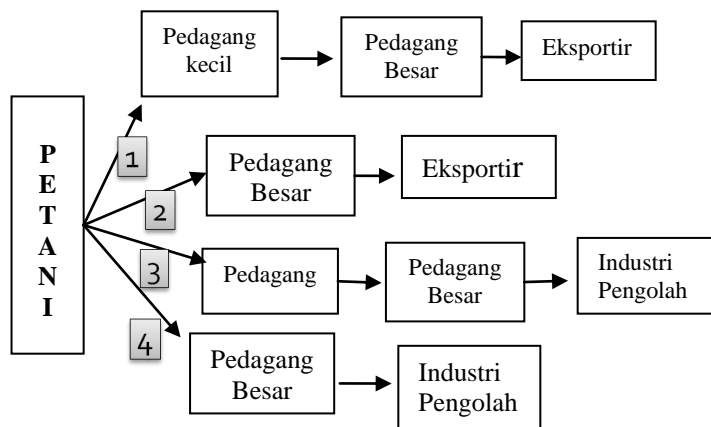 PETANI
1
Pedagang
kecil
Pedagang
Besar
Eksportir
2
Pedagang
Besar
Eksportir
3
Pedagang
Pedagang
Besar
Industri
Pengolah
4
Pedagang
Besar
Industri
Pengolah